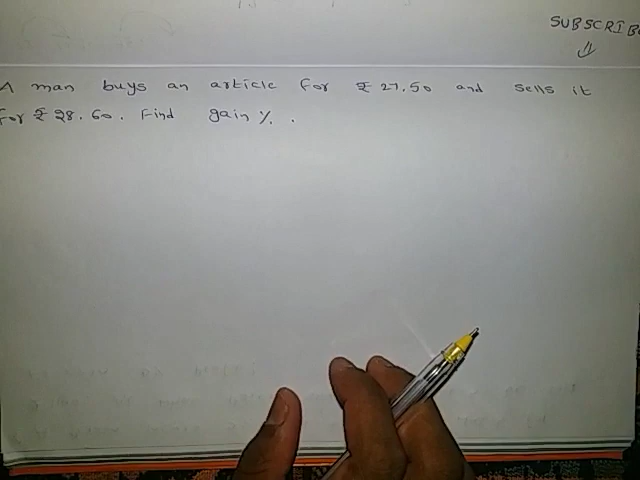 SUBSCRIBE
A man buys an article for ₹ 27.50 and sells it
for ₹ 28.60. Find gain %.